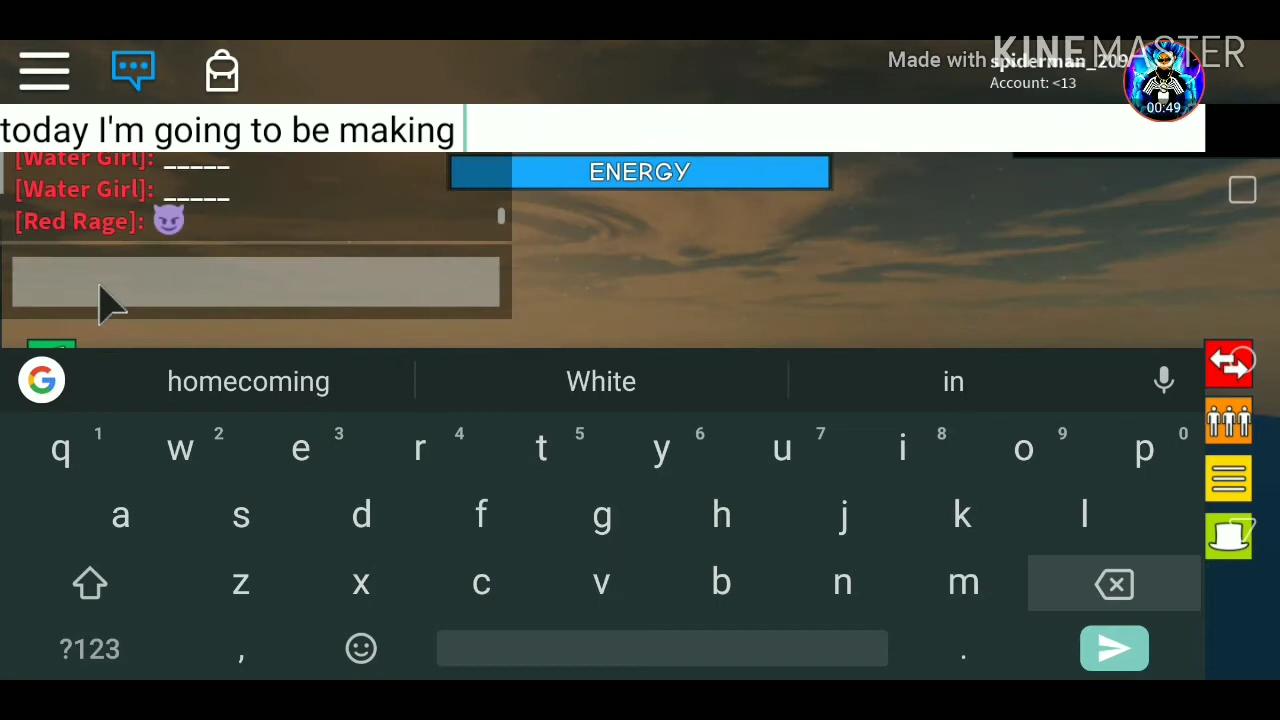 Made with KINEMASTER
spiderman_209
Account: <13
00:49
today I'm going to be making
[Water Girl]: _____
[Water Girl]: _____
[Red Rage]: 😈
ENERGY
homecoming White in
q 1 w 2 e 3 r 4 t 5 y 6 u 7 i 8 o 9 p 0
a s d f g h j k l
z x c v b n m
?123 , .